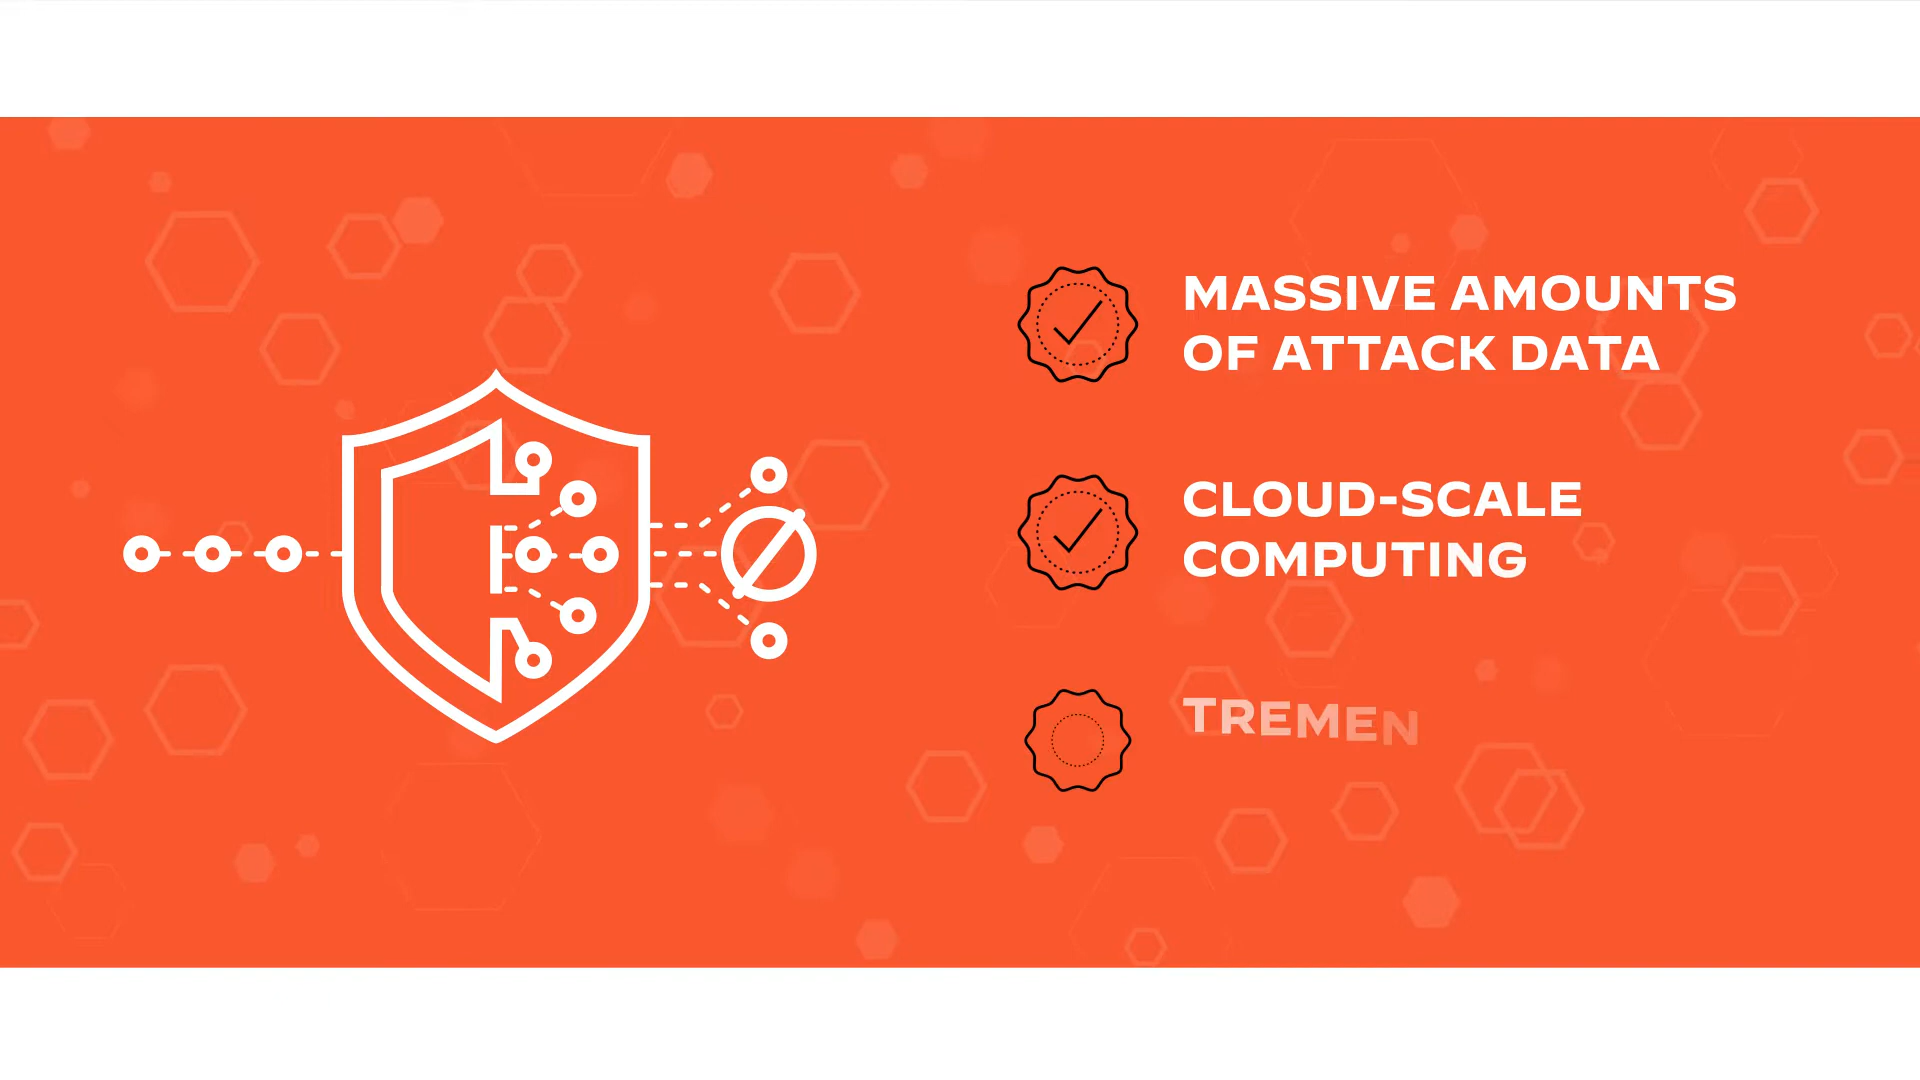 MASSIVE AMOUNTS
OF ATTACK DATA
CLOUD-SCALE
COMPUTING
TREMEN